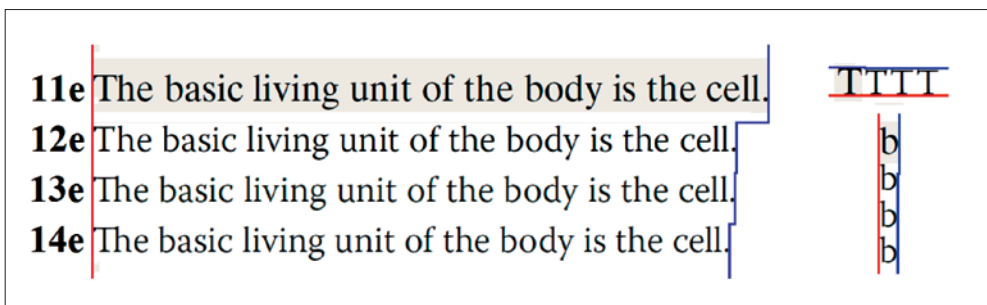 11e The basic living unit of the body is the cell.
12e The basic living unit of the body is the cell.
13e The basic living unit of the body is the cell.
14e The basic living unit of the body is the cell.
TTTT
b
b
b
b